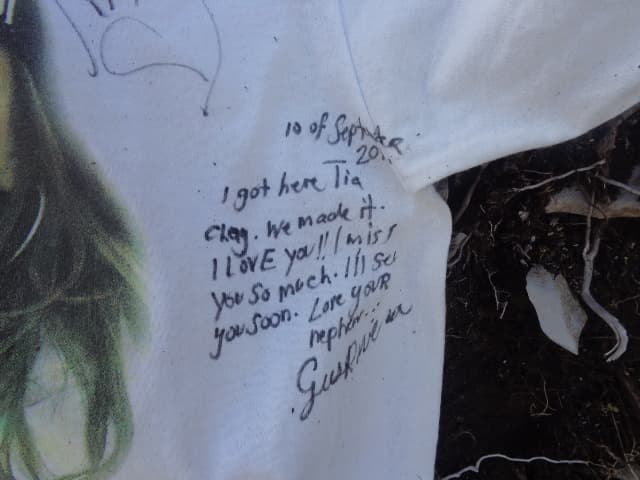 10 of September
20
I got here Tia
We made it.
I LOVE you!! I miss
you so much. I'll see
you soon. Love your
nephew...